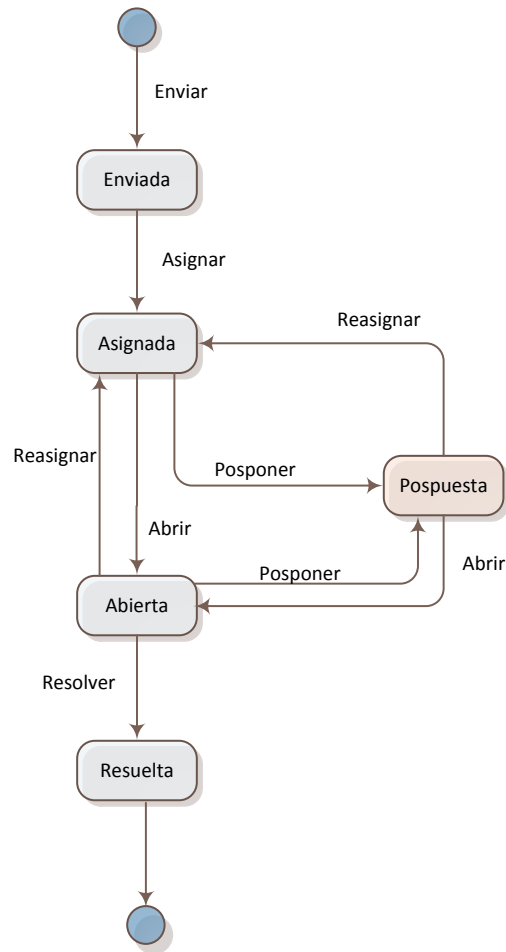 Enviar
Enviada
Asignar
Asignada
Reasignar
Reasignar
Posponer
Pospuesta
Abrir
Posponer
Abrir
Abierta
Resolver
Resuelta